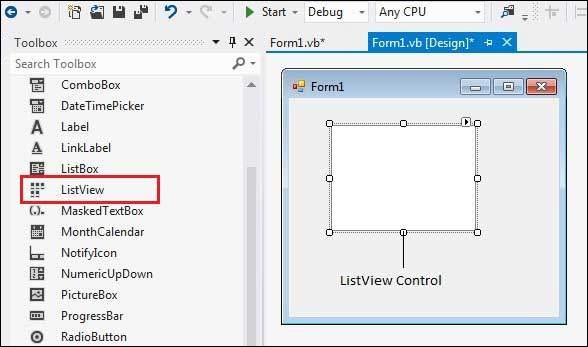 Start Debug Any CPU
Toolbox
Search Toolbox
ComboBox
DateTimePicker
Label
LinkLabel
ListBox
ListView
MaskedTextBox
MonthCalendar
NotifyIcon
NumericUpDown
PictureBox
ProgressBar
RadioButton
Form1.vb* Form1.vb [Design]*
Form1
ListView Control